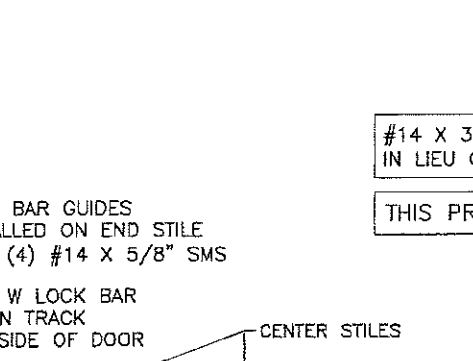 #14 X 3
IN LIEU
THIS PR
BAR GUIDES
ALLED ON END STILE
(4) #14 X 5/8" SMS
W LOCK BAR
N TRACK
SIDE OF DOOR
CENTER STILES